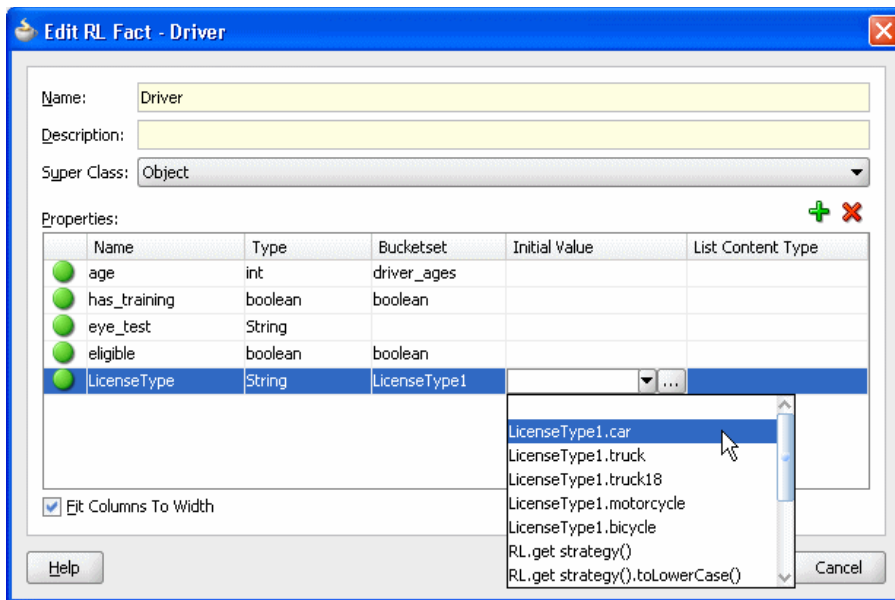 Edit RL Fact - Driver
Name: Driver
Description:
Super Class: Object
Properties:
Name Type Bucketset Initial Value List Content Type
age int driver_ages
has_training boolean boolean
eye_test String
eligible boolean boolean
LicenseType String LicenseType1 ...
LicenseType1.car
LicenseType1.truck
LicenseType1.truck18
LicenseType1.motorcycle
LicenseType1.bicycle
RL.get strategy()
RL.get strategy().toLowerCase()
Fit Columns To Width
Help Cancel